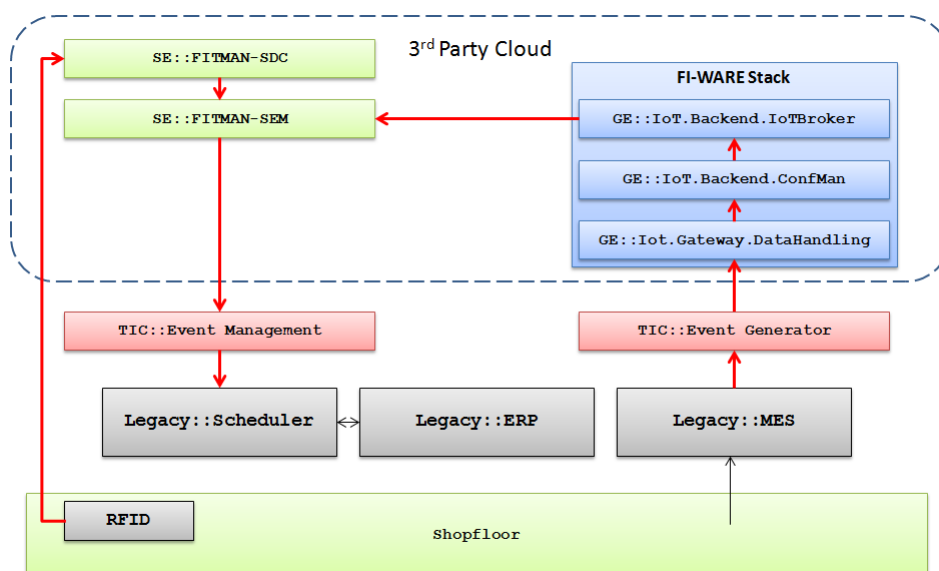 3rd Party Cloud
SE::FITMAN-SDC
FI-WARE Stack
SE::FITMAN-SEM
GE::IoT.Backend.IoTBroker
GE::IoT.Backend.ConfMan
GE::Iot.Gateway.DataHandling
TIC::Event Management
TIC::Event Generator
Legacy::Scheduler
Legacy::ERP
Legacy::MES
RFID
Shopfloor